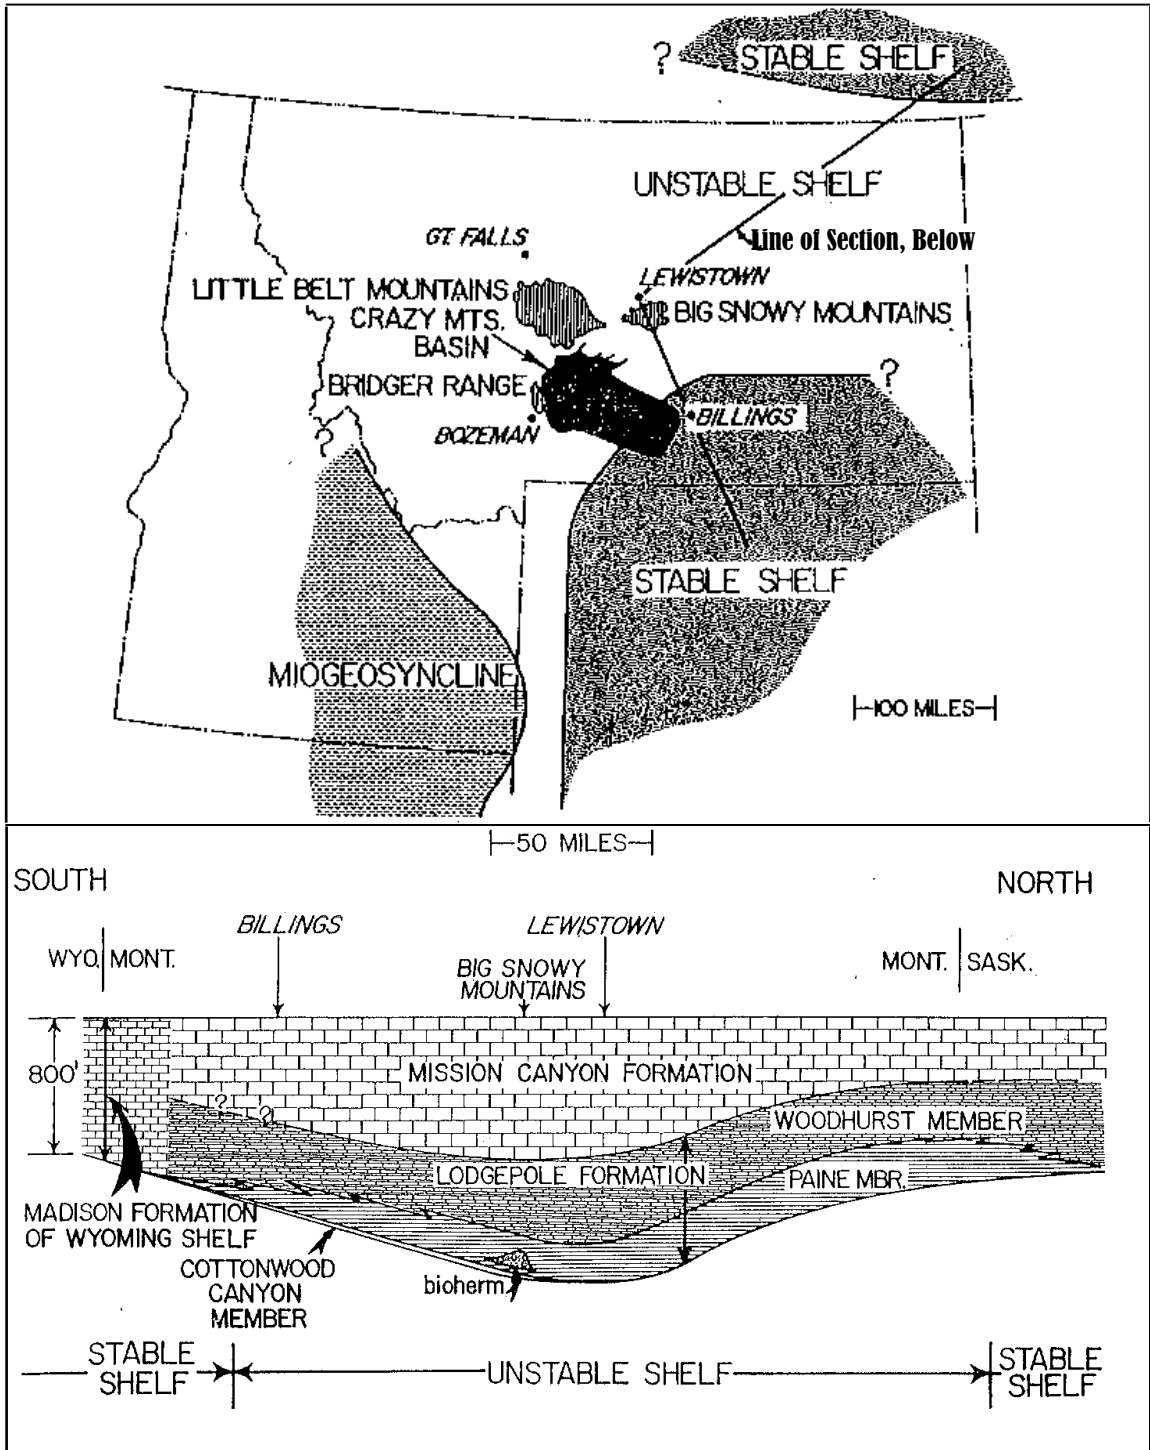 ?
STABLE SHELF
UNSTABLE SHELF
Line of Section, Below
GT. FALLS
LEWISTOWN
LITTLE BELT MOUNTAINS
BIG SNOWY MOUNTAINS
CRAZY MTS.
BASIN
?
BRIDGER RANGE
BILLINGS
BOZEMAN
?
STABLE SHELF
MIOGEOSYNCLINE
100 MILES
50 MILES
SOUTH
NORTH
BILLINGS
LEWISTOWN
WYO. MONT.
BIG SNOWY
MOUNTAINS
MONT. SASK.
800'
MISSION CANYON FORMATION
? ?
WOODHURST MEMBER
LODGEPOLE FORMATION
PAINE MBR.
MADISON FORMATION
OF WYOMING SHELF
COTTONWOOD
CANYON
MEMBER
bioherm
STABLE
SHELF
UNSTABLE SHELF
STABLE
SHELF